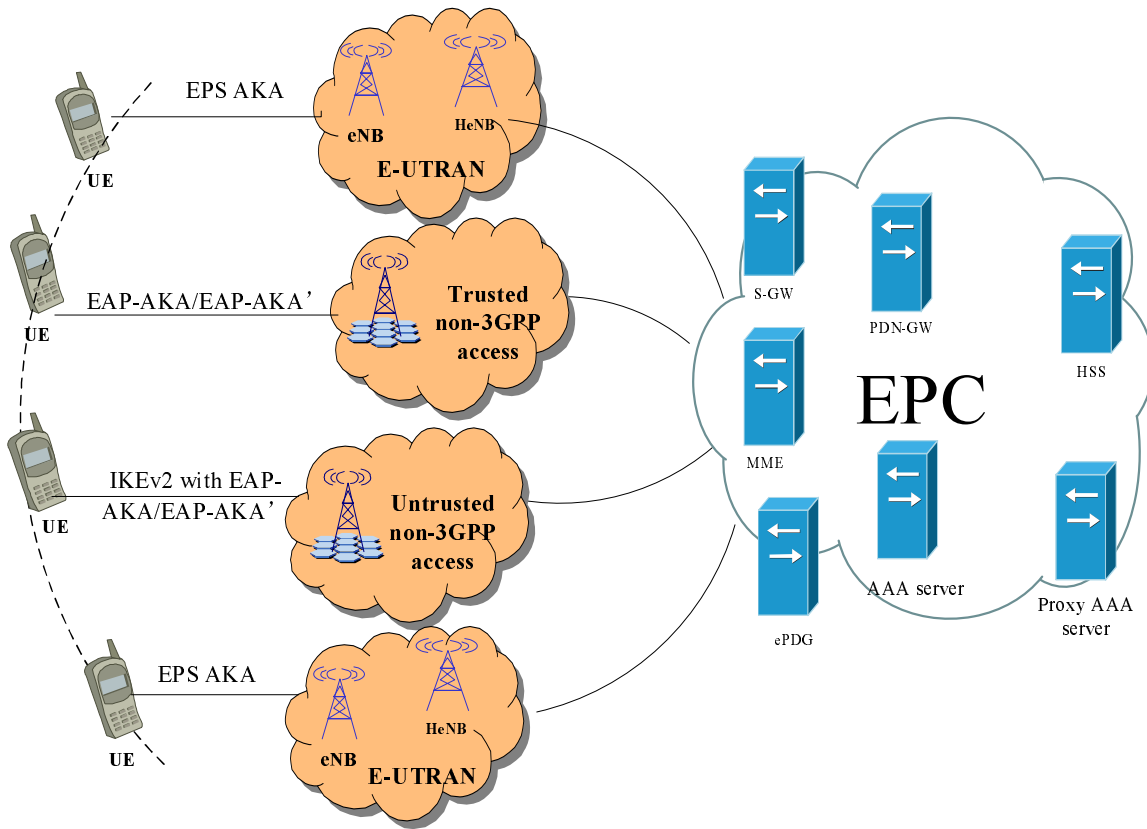 EPS AKA
eNB
HeNB
E-UTRAN
UE
EAP-AKA/EAP-AKA’
Trusted
non-3GPP
access
UE
IKEv2 with EAP-
AKA/EAP-AKA’
Untrusted
non-3GPP
access
UE
EPS AKA
eNB
HeNB
E-UTRAN
UE
S-GW
PDN-GW
HSS
MME
EPC
AAA server
Proxy AAA
server
ePDG